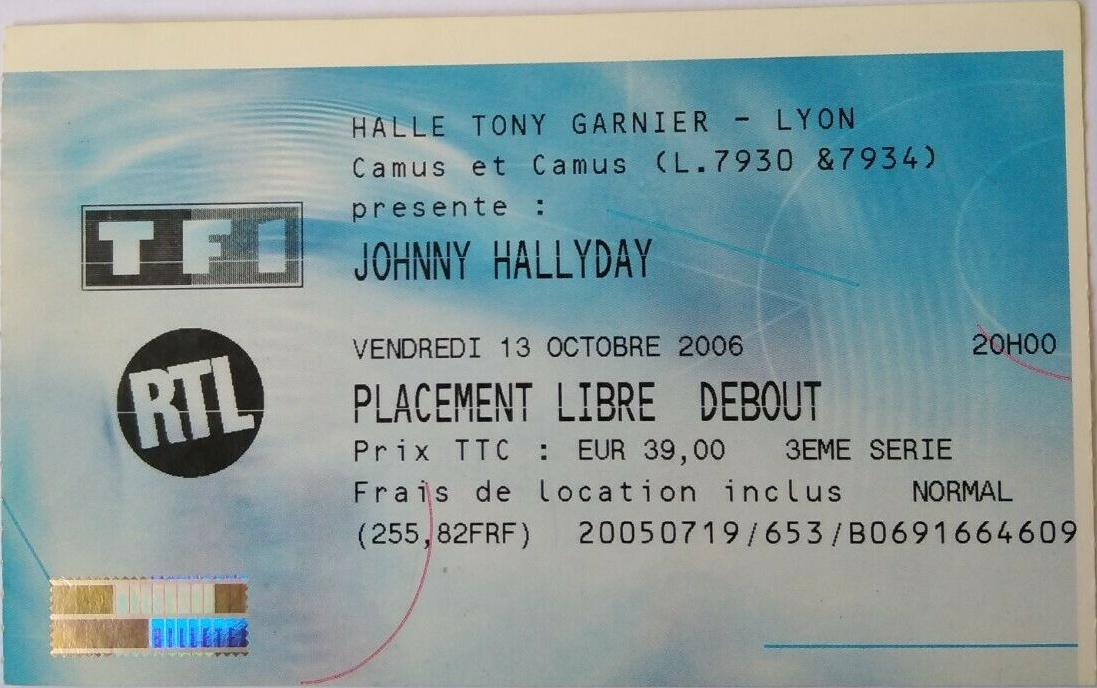 HALLE TONY GARNIER - LYON
Camus et Camus (L.7930 &7934)
presente :
TF1
JOHNNY HALLYDAY
RTL
VENDREDI 13 OCTOBRE 2006 20H00
PLACEMENT LIBRE DEBOUT
Prix TTC : EUR 39,00 3EME SERIE
Frais de location inclus NORMAL
(255,82FRF) 20050719/653/B0691664609